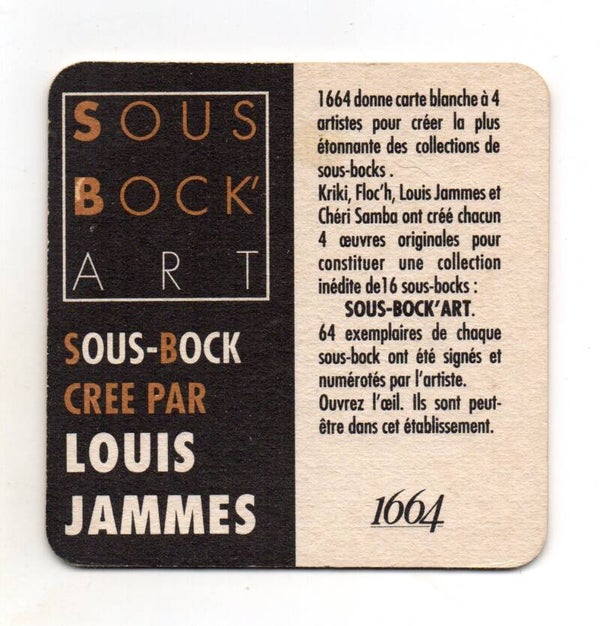 SOUS
BOCK'
ART
SOUS-BOCK
CREE PAR
LOUIS
JAMMES
1664 donne carte blanche à 4
artistes pour créer la plus
étonnante des collections de
sous-bocks .
Kriki, Floc'h, Louis Jammes et
Chéri Samba ont créé chacun
4 œuvres originales pour
constituer une collection
inédite de16 sous-bocks :
SOUS-BOCK'ART.
64 exemplaires de chaque
sous-bock ont été signés et
numérotés par l'artiste.
Ouvrez l'œil. Ils sont peut-
être dans cet établissement.
1664